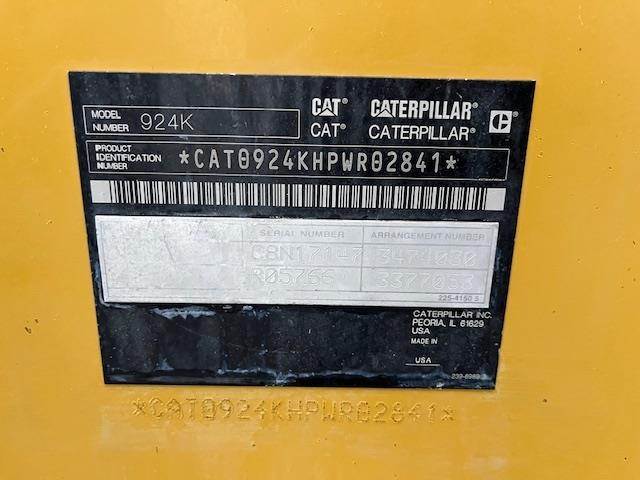 MODEL NUMBER 924K
CAT® CATERPILLAR®
CAT® CATERPILLAR®
PRODUCT IDENTIFICATION NUMBER *CAT0924KHPWR02841*
SERIAL NUMBER ARRANGEMENT NUMBER
225-4150 5
CATERPILLAR INC.
PEORIA, IL 61629
USA
MADE IN
USA
*CAT0924KHPWR02841*